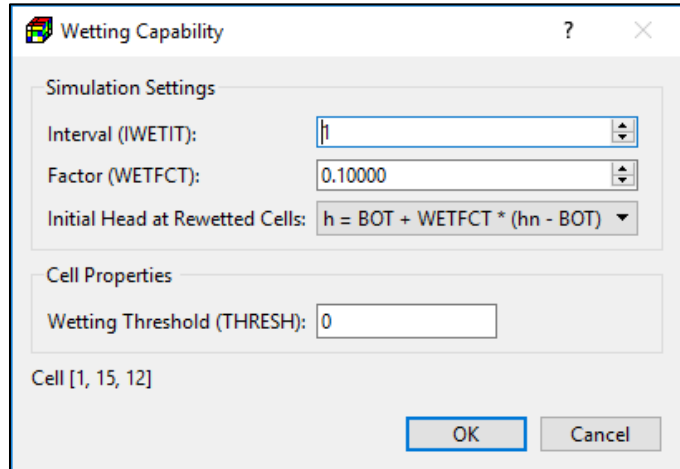 Wetting Capability ?
Simulation Settings
Interval (IWETIT): 1
Factor (WETFCT): 0.10000
Initial Head at Rewetted Cells: h = BOT + WETFCT * (hn - BOT)
Cell Properties
Wetting Threshold (THRESH): 0
Cell [1, 15, 12]
OK Cancel